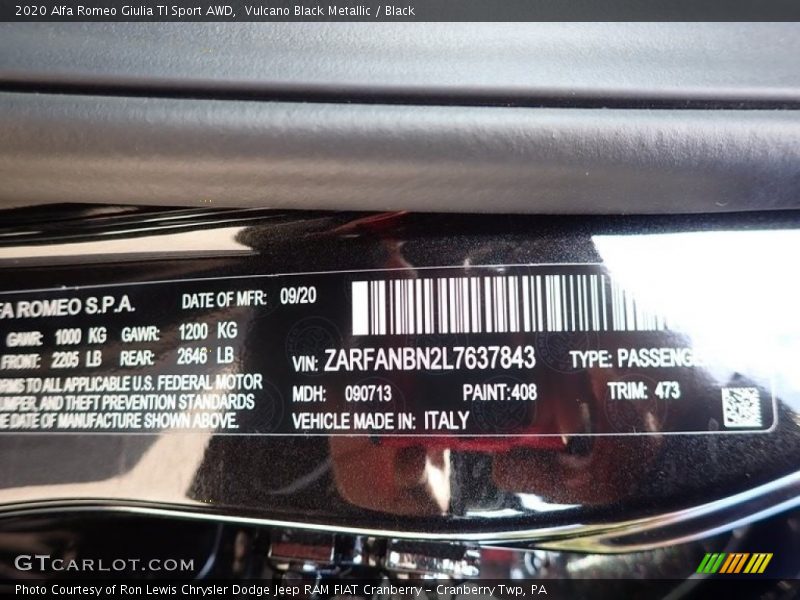 2020 Alfa Romeo Giulia TI Sport AWD, Vulcano Black Metallic / Black
FA ROMEO S.P.A. DATE OF MFR: 09/20
GAWR: 1000 KG GAWR: 1200 KG
FRONT: 2205 LB REAR: 2646 LB
VIN: ZARFANBN2L7637843 TYPE: PASSENGE
RMS TO ALL APPLICABLE U.S. FEDERAL MOTOR
MDH: 090713 PAINT:408 TRIM: 473
UMPER, AND THEFT PREVENTION STANDARDS
E DATE OF MANUFACTURE SHOWN ABOVE.
VEHICLE MADE IN: ITALY
GTCARLOT.COM
Photo Courtesy of Ron Lewis Chrysler Dodge Jeep RAM FIAT Cranberry - Cranberry Twp, PA